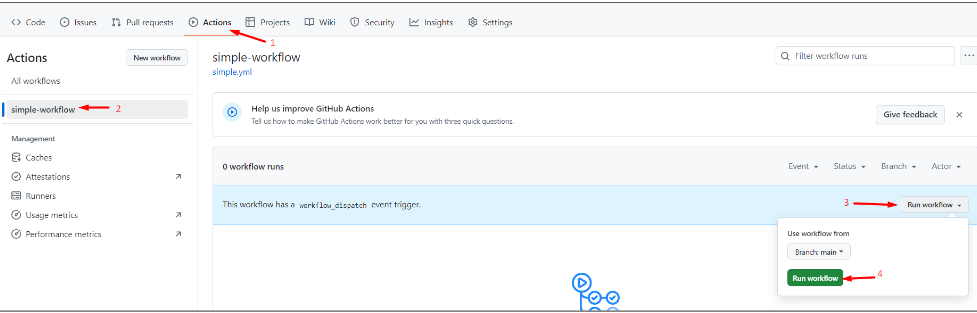 Code Issues Pull requests Actions Projects Wiki Security Insights Settings
1
Actions
New workflow
All workflows
simple-workflow
2
Management
Caches
Attestations
Runners
Usage metrics
Performance metrics
simple-workflow
simple.yml
Filter workflow runs
Help us improve GitHub Actions
Tell us how to make GitHub Actions work better for you with three quick questions.
Give feedback
0 workflow runs
Event Status Branch Actor
This workflow has a workflow_dispatch event trigger.
3
Run workflow
Use workflow from
Branch: main
Run workflow
4